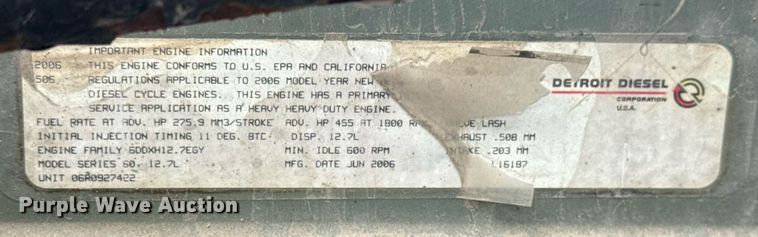 IMPORTANT ENGINE INFORMATION
2006 THIS ENGINE CONFORMS TO U.S. EPA AND CALIFORNIA
50S REGULATIONS APPLICABLE TO 2006 MODEL YEAR NEW
DIESEL CYCLE ENGINES. THIS ENGINE HAS A PRIMARY
SERVICE APPLICATION AS A HEAVY HEAVY DUTY ENGINE.
FUEL RATE AT ADV. HP 275.9 MM3/STROKE ADV. HP 455 AT 1800 LASH
INITIAL INJECTION TIMING 11 DEG. BTC DISP. 12.7L EXHAUST .508 MM
ENGINE FAMILY 6DDXH12.7EGY MIN. IDLE 600 RPM .203 MM
MODEL SERIES 60, 12.7L MFG. DATE JUN 2006 L16187
UNIT 06R0927422
DETROIT DIESEL
CORPORATION
U.S.A.
Purple Wave Auction